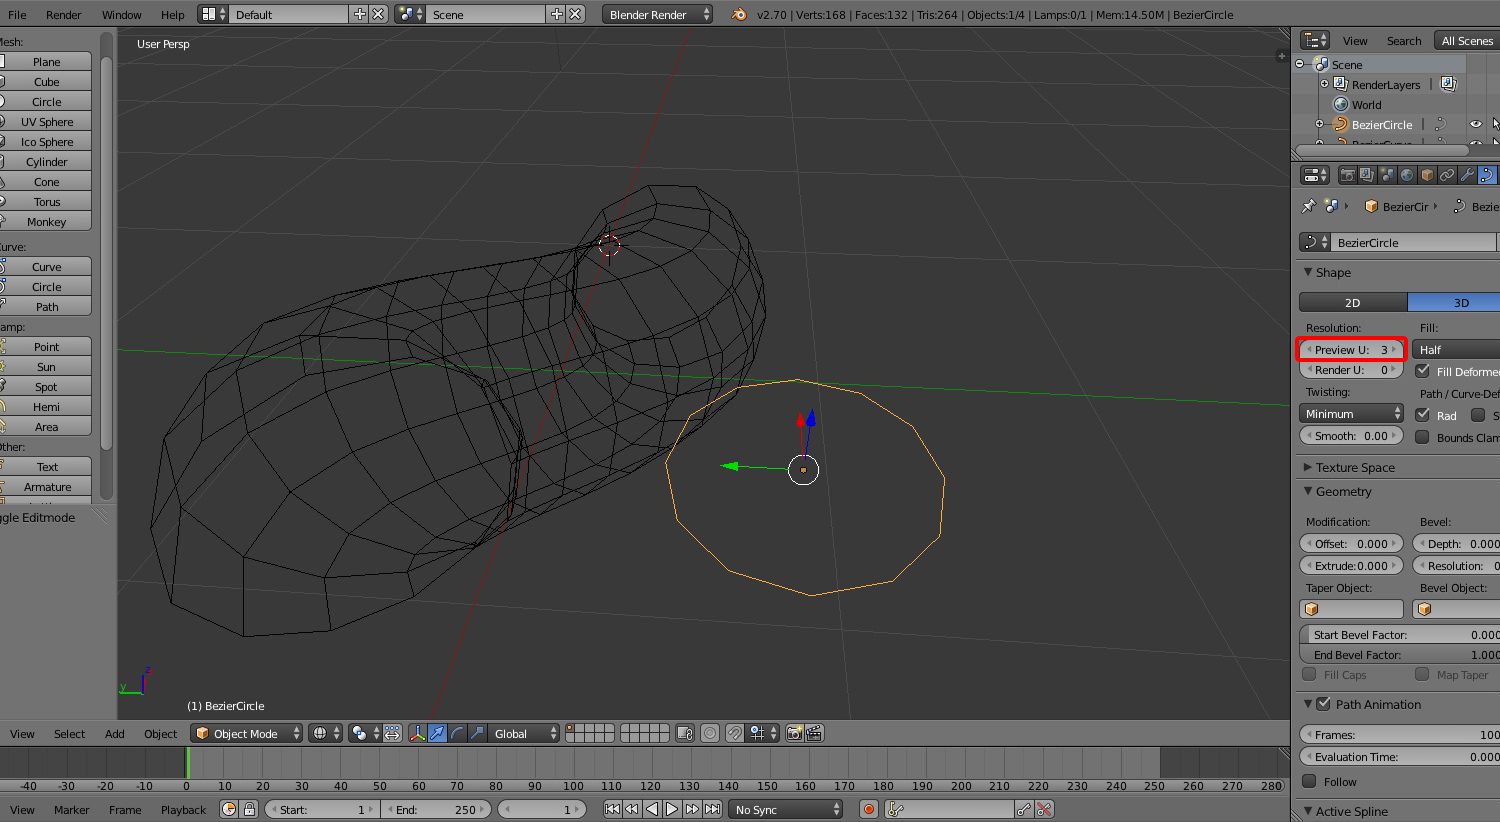 File Render Window Help Default Scene Blender Render v2.70 | Verts:168 | Faces:132 | Tris:264 | Objects:1/4 | Lamps:0/1 | Mem:14.50M | BezierCircle
Mesh:
Plane
Cube
Circle
UV Sphere
Ico Sphere
Cylinder
Cone
Torus
Monkey
urve:
Curve
Circle
Path
amp:
Point
Sun
Spot
Hemi
Area
Other:
Text
Armature
ggle Editmode
User Persp
z
y
(1) BezierCircle
View Search All Scenes
Scene
RenderLayers
World
BezierCircle
BezierCir Bezie
BezierCircle
Shape
2D 3D
Resolution: Fill:
Preview U: 3 Half
Render U: 0 Fill Deforme
Twisting: Path / Curve-Def
Minimum Rad S
Smooth: 0.00 Bounds Clam
Texture Space
Geometry
Modification: Bevel:
Offset: 0.000 Depth: 0.000
Extrude:0.000 Resolution: 0
Taper Object: Bevel Object:
Start Bevel Factor: 0.000
End Bevel Factor: 1.000
Fill Caps Map Taper
Path Animation
Frames: 100
Evaluation Time: 0.000
Follow
Active Spline
View Select Add Object Object Mode Global
-40 -30 -20 -10 0 10 20 30 40 50 60 70 80 90 100 110 120 130 140 150 160 170 180 190 200 210 220 230 240 250 260 270 280
View Marker Frame Playback Start: 1 End: 250 1 No Sync